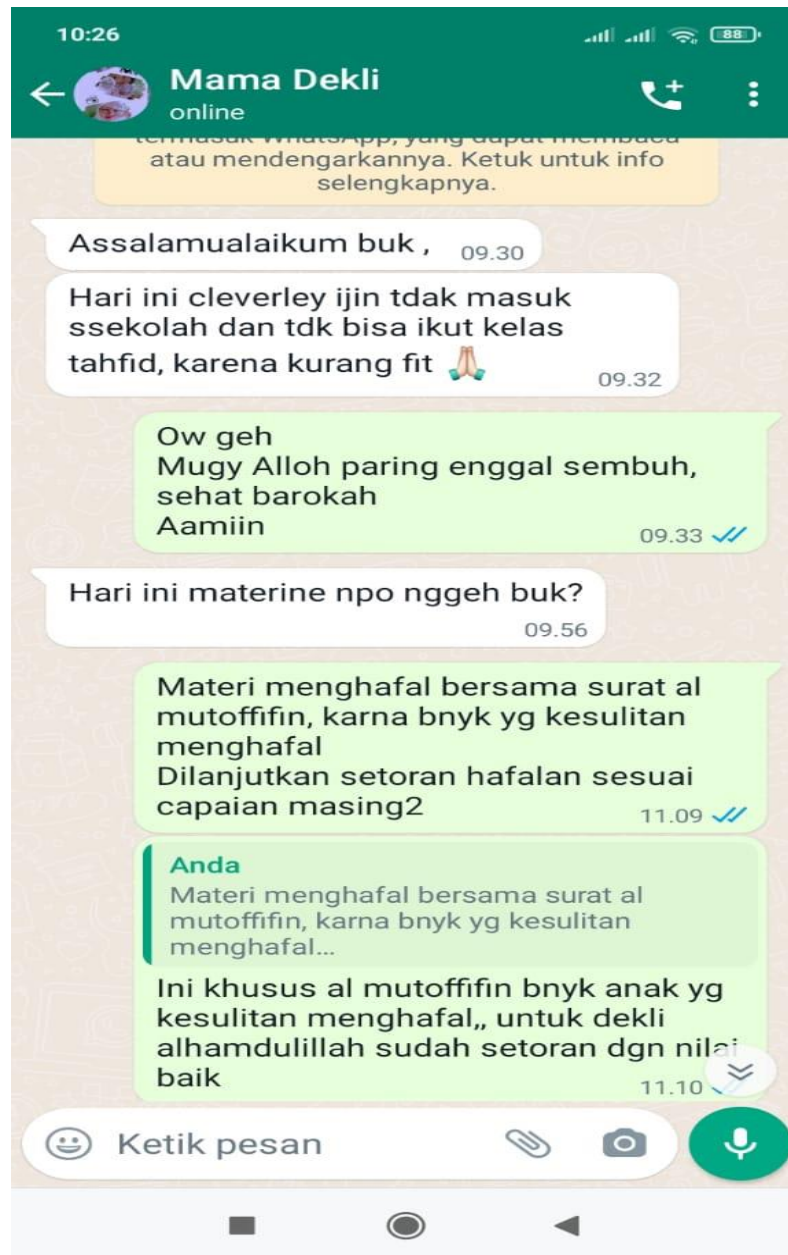 10:26
88
Mama Dekli
online
termasuk WhatsApp, yang dapat membaca
atau mendengarkannya. Ketuk untuk info
selengkapnya.
Assalamualaikum buk , 09.30
Hari ini cleverley ijin tdak masuk
ssekolah dan tdk bisa ikut kelas
tahfid, karena kurang fit 🙏🏻 09.32
Ow geh
Mugy Alloh paring enggal sembuh,
sehat barokah
Aamiin 09.33
Hari ini materine npo nggeh buk?
09.56
Materi menghafal bersama surat al
mutoffifin, karna bnyk yg kesulitan
menghafal
Dilanjutkan setoran hafalan sesuai
capaian masing2 11.09
Anda
Materi menghafal bersama surat al
mutoffifin, karna bnyk yg kesulitan
menghafal...
Ini khusus al mutoffifin bnyk anak yg
kesulitan menghafal,, untuk dekli
alhamdulillah sudah setoran dgn nilai
baik 11.10
Ketik pesan